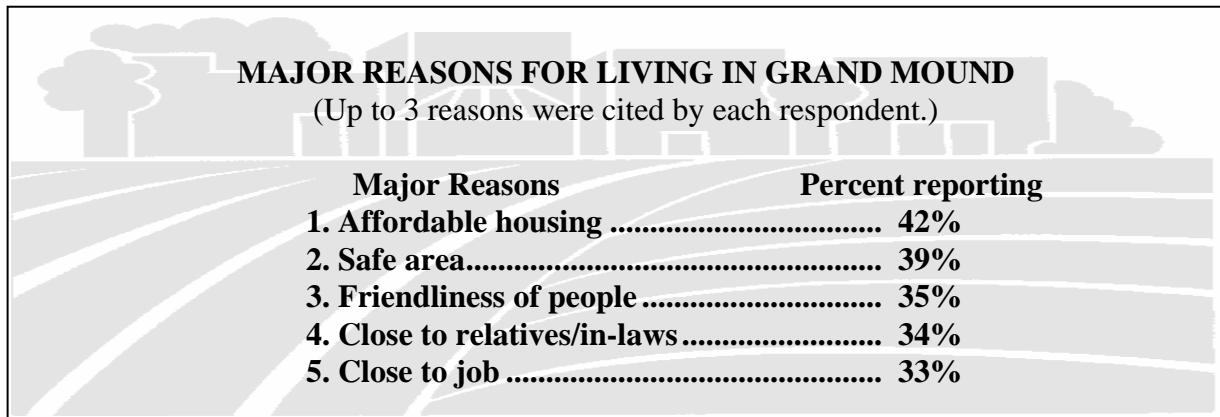 MAJOR REASONS FOR LIVING IN GRAND MOUND
(Up to 3 reasons were cited by each respondent.)
Major Reasons Percent reporting
1. Affordable housing ................................. 42%
2. Safe area.................................................. 39%
3. Friendliness of people ............................. 35%
4. Close to relatives/in-laws ........................ 34%
5. Close to job .............................................. 33%